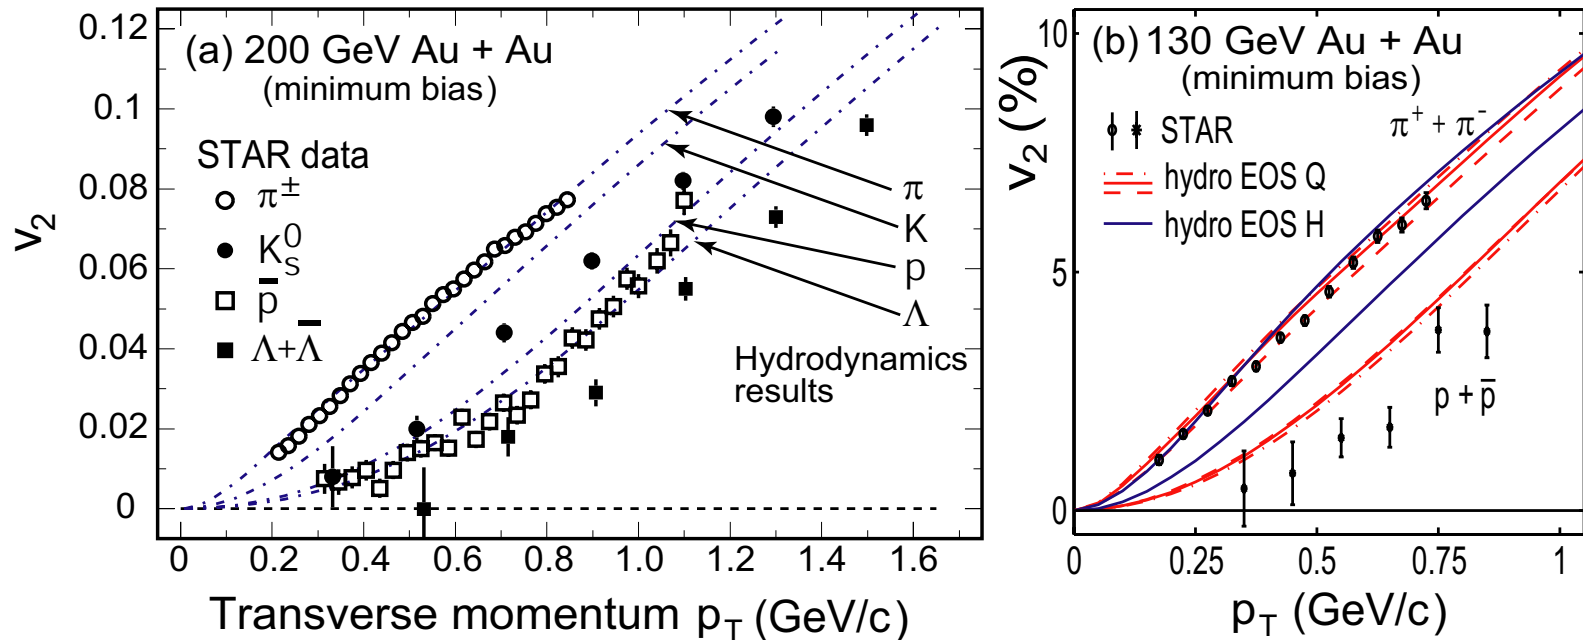 (a) 200 GeV Au + Au
(minimum bias)
STAR data
π±
K⁰ₛ
p̅
Λ+Λ̅
π
K
p
Λ
Hydrodynamics
results
v₂
0.12
0.1
0.08
0.06
0.04
0.02
0
0 0.2 0.4 0.6 0.8 1.0 1.2 1.4 1.6
Transverse momentum p_T (GeV/c)
(b) 130 GeV Au + Au
(minimum bias)
π⁺ + π⁻
STAR
hydro EOS Q
hydro EOS H
p + p̅
v₂ (%)
10
5
0
0 0.25 0.5 0.75 1
p_T (GeV/c)